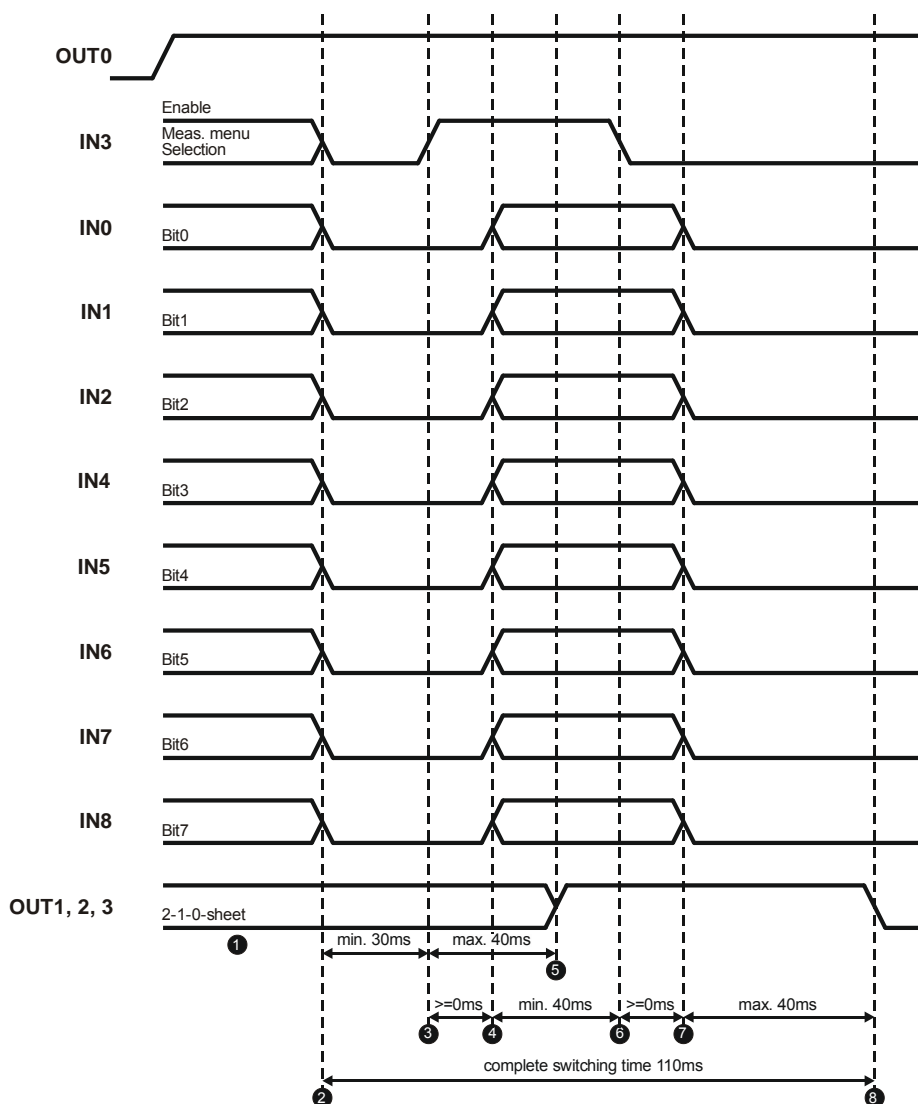 OUT0
Enable
IN3
Meas. menu
Selection
IN0
Bit0
IN1
Bit1
IN2
Bit2
IN4
Bit3
IN5
Bit4
IN6
Bit5
IN7
Bit6
IN8
Bit7
OUT1, 2, 3
2-1-0-sheet
1
min. 30ms
max. 40ms
5
>=0ms
min. 40ms
>=0ms
max. 40ms
3
4
6
7
complete switching time 110ms
2
8